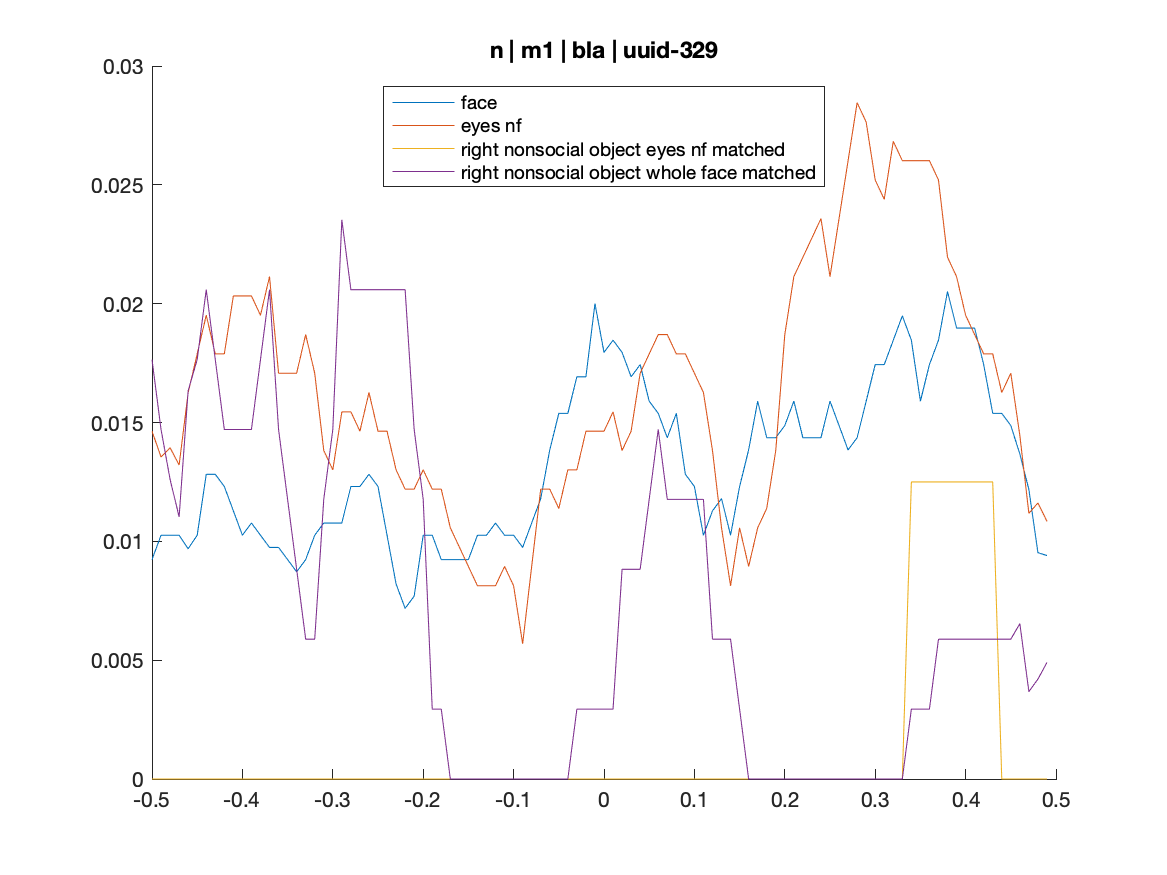 n | m1 | bla | uuid-329
face
eyes nf
right nonsocial object eyes nf matched
right nonsocial object whole face matched
0.03
0.025
0.02
0.015
0.01
0.005
0
-0.5 -0.4 -0.3 -0.2 -0.1 0 0.1 0.2 0.3 0.4 0.5